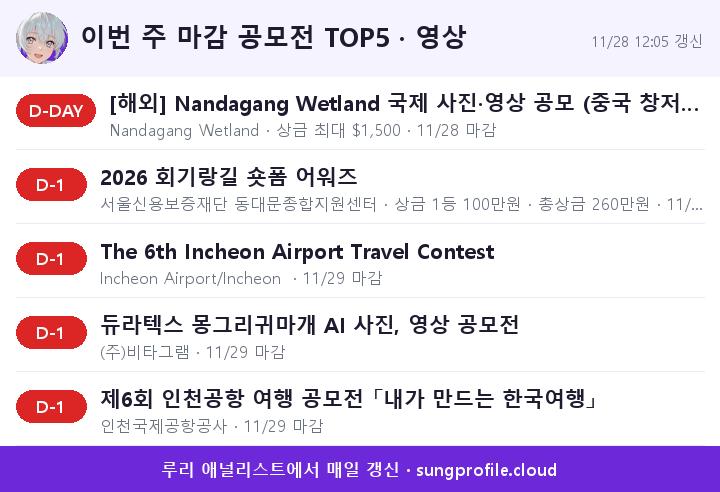 이번 주 마감 공모전 TOP5 · 영상
11/28 12:05 갱신
D-DAY
[해외] Nandagang Wetland 국제 사진·영상 공모 (중국 창저...
Nandagang Wetland · 상금 최대 $1,500 · 11/28 마감
D-1
2026 회기랑길 숏폼 어워즈
서울신용보증재단 동대문종합지원센터 · 상금 1등 100만원 · 총상금 260만원 · 11/...
D-1
The 6th Incheon Airport Travel Contest
Incheon Airport/Incheon · 11/29 마감
D-1
듀라텍스 몽그리귀마개 AI 사진, 영상 공모전
(주)비타그램 · 11/29 마감
D-1
제6회 인천공항 여행 공모전 「내가 만드는 한국여행」
인천국제공항공사 · 11/29 마감
루리 애널리스트에서 매일 갱신 · sungprofile.cloud